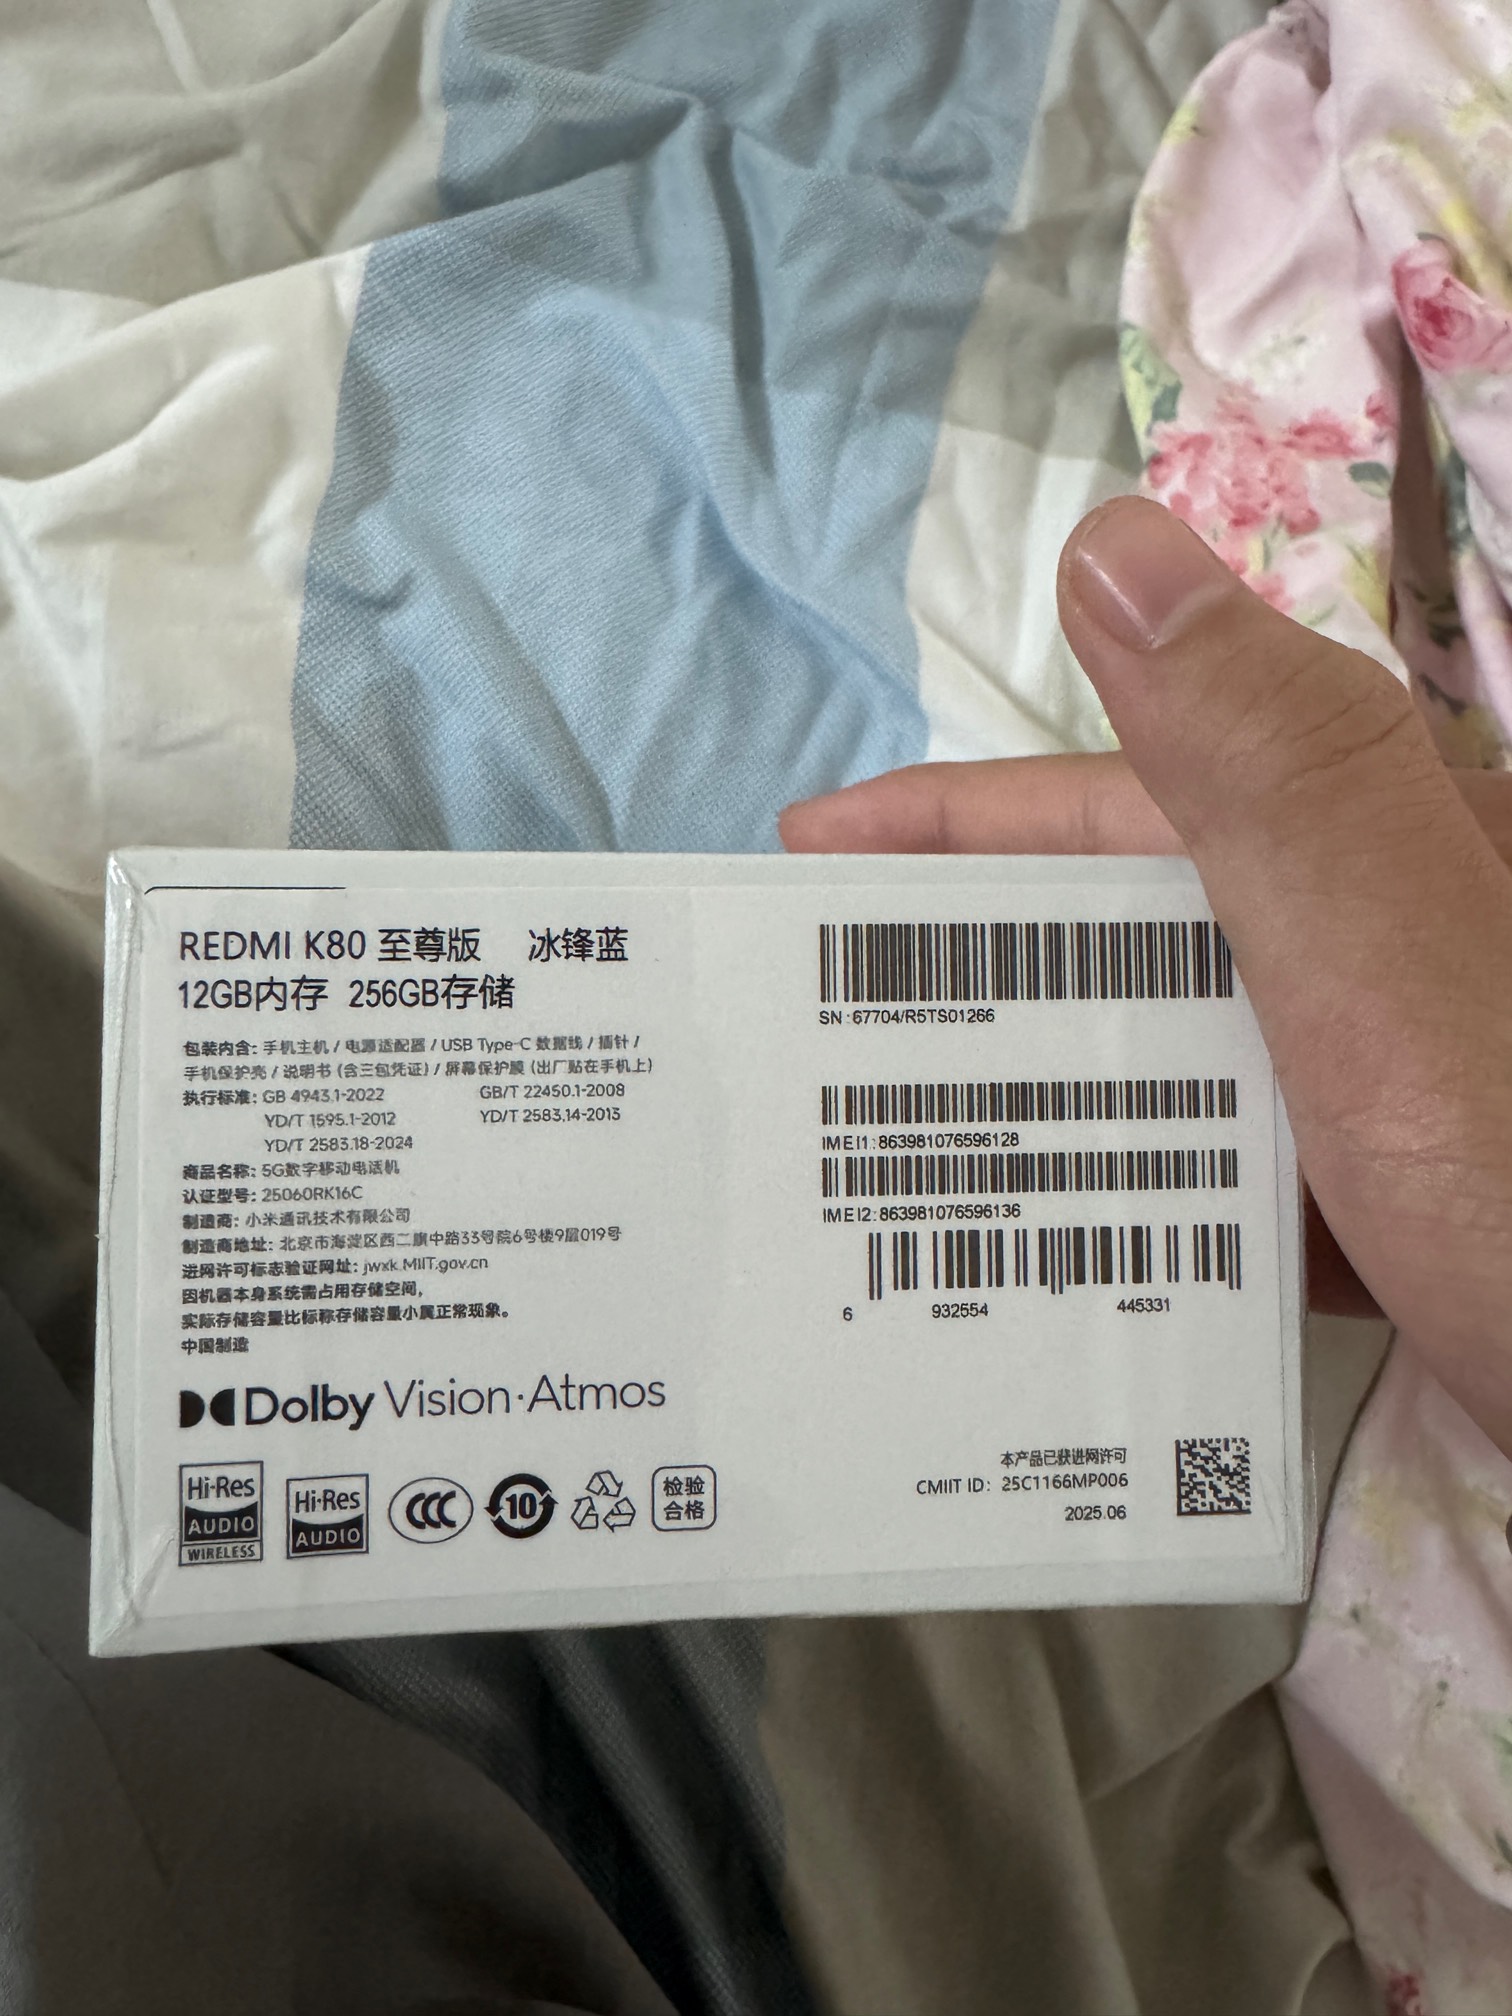 REDMI K80 至尊版 冰锋蓝
12GB内存 256GB存储
包装内含: 手机主机 / 电源适配器 / USB Type-C 数据线 / 插针 /
手机保护壳 / 说明书 (含三包凭证) / 屏幕保护膜 (出厂贴在手机上)
执行标准: GB 4943.1-2022 GB/T 22450.1-2008
YD/T 1595.1-2012 YD/T 2583.14-2013
YD/T 2583.18-2024
商品名称: 5G数字移动电话机
认证型号: 25060RK16C
制造商: 小米通讯技术有限公司
制造商地址: 北京市海淀区西二旗中路33号院6号楼9层019号
进网许可标志验证网址: jwxk.MIIT.gov.cn
因机器本身系统需占用存储空间，
实际存储容量比标称存储容量小属正常现象。
中国制造
Dolby Vision·Atmos
Hi-Res AUDIO WIRELESS
Hi-Res AUDIO
CCC
10
检验合格
SN:67704/R5TS01266
IMEI1:863981076596128
IMEI2:863981076596136
6 932554 445331
本产品已获进网许可
CMIIT ID: 25C1166MP006
2025.06